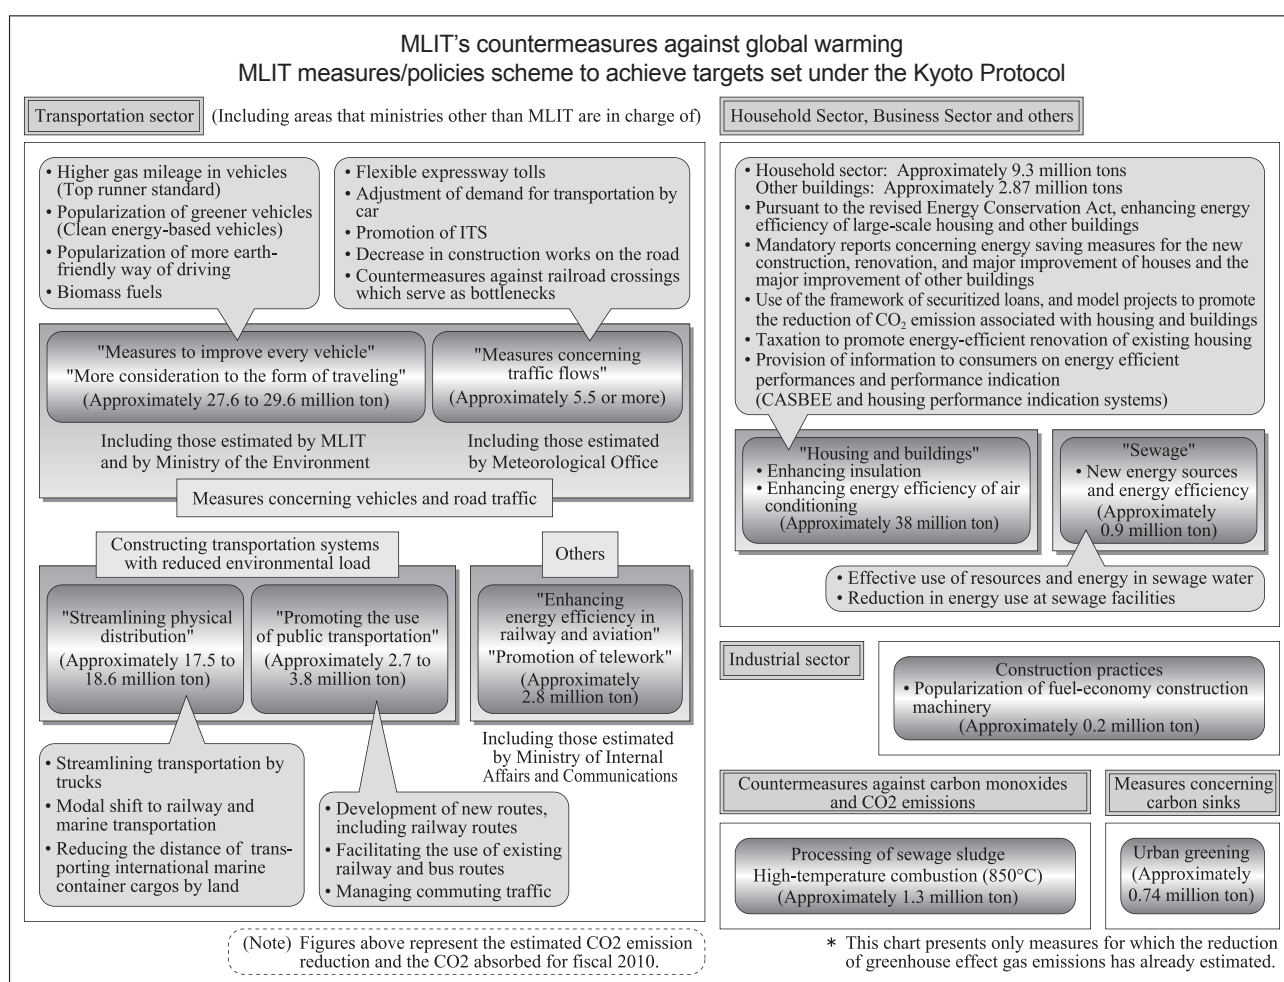 MLIT's countermeasures against global warming
MLIT measures/policies scheme to achieve targets set under the Kyoto Protocol
Transportation sector
(Including areas that ministries other than MLIT are in charge of)
• Higher gas mileage in vehicles
(Top runner standard)
• Popularization of greener vehicles
(Clean energy-based vehicles)
• Popularization of more earth-
friendly way of driving
• Biomass fuels
• Flexible expressway tolls
• Adjustment of demand for transportation by
car
• Promotion of ITS
• Decrease in construction works on the road
• Countermeasures against railroad crossings
which serve as bottlenecks
"Measures to improve every vehicle"
"More consideration to the form of traveling"
(Approximately 27.6 to 29.6 million ton)
"Measures concerning
traffic flows"
(Approximately 5.5 or more)
Including those estimated by MLIT
and by Ministry of the Environment
Including those estimated
by Meteorological Office
Measures concerning vehicles and road traffic
Constructing transportation systems
with reduced environmental load
Others
"Streamlining physical
distribution"
(Approximately 17.5 to
18.6 million ton)
"Promoting the use
of public transportation"
(Approximately 2.7 to
3.8 million ton)
"Enhancing
energy efficiency in
railway and aviation"
"Promotion of telework"
(Approximately
2.8 million ton)
Including those estimated
by Ministry of Internal
Affairs and Communications
• Streamlining transportation by
trucks
• Modal shift to railway and
marine transportation
• Reducing the distance of trans-
porting international marine
container cargos by land
• Development of new routes,
including railway routes
• Facilitating the use of existing
railway and bus routes
• Managing commuting traffic
(Note) Figures above represent the estimated CO2 emission
reduction and the CO2 absorbed for fiscal 2010.
Household Sector, Business Sector and others
• Household sector: Approximately 9.3 million tons
Other buildings: Approximately 2.87 million tons
• Pursuant to the revised Energy Conservation Act, enhancing energy
efficiency of large-scale housing and other buildings
• Mandatory reports concerning energy saving measures for the new
construction, renovation, and major improvement of houses and the
major improvement of other buildings
• Use of the framework of securitized loans, and model projects to promote
the reduction of CO₂ emission associated with housing and buildings
• Taxation to promote energy-efficient renovation of existing housing
• Provision of information to consumers on energy efficient
performances and performance indication
(CASBEE and housing performance indication systems)
"Housing and buildings"
• Enhancing insulation
• Enhancing energy efficiency of air
conditioning
(Approximately 38 million ton)
"Sewage"
• New energy sources
and energy efficiency
(Approximately
0.9 million ton)
• Effective use of resources and energy in sewage water
• Reduction in energy use at sewage facilities
Industrial sector
Construction practices
• Popularization of fuel-economy construction
machinery
(Approximately 0.2 million ton)
Countermeasures against carbon monoxides
and CO2 emissions
Processing of sewage sludge
High-temperature combustion (850°C)
(Approximately 1.3 million ton)
Measures concerning
carbon sinks
Urban greening
(Approximately
0.74 million ton)
* This chart presents only measures for which the reduction
of greenhouse effect gas emissions has already estimated.